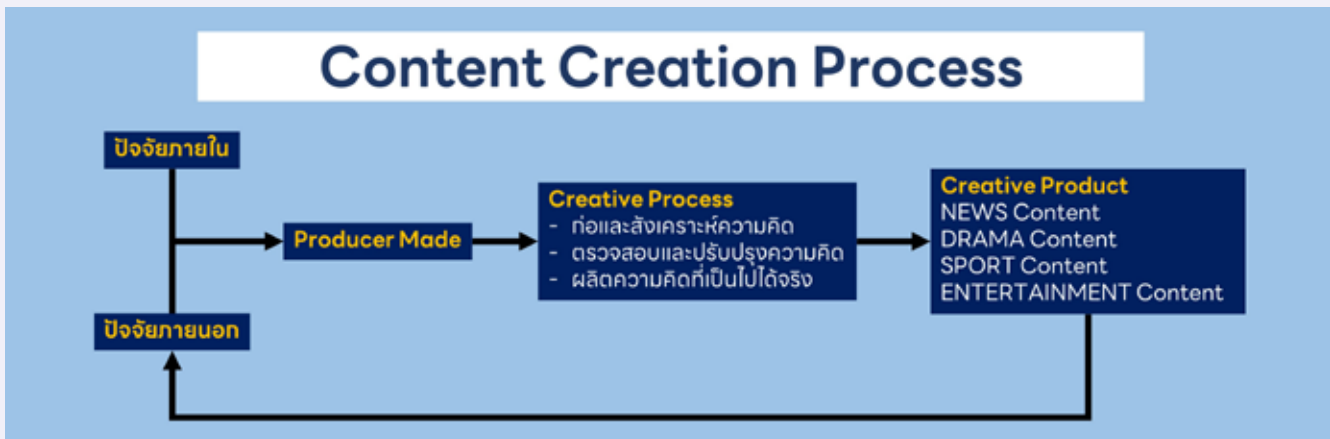 Content Creation Process
ปัจจัยภายใน
Producer Made
ปัจจัยภายนอก
Creative Process
- ก่อและสังเคราะห์ความคิด
- ตรวจสอบและปรับปรุงความคิด
- ผลิตความคิดที่เป็นไปได้จริง
Creative Product
NEWS Content
DRAMA Content
SPORT Content
ENTERTAINMENT Content